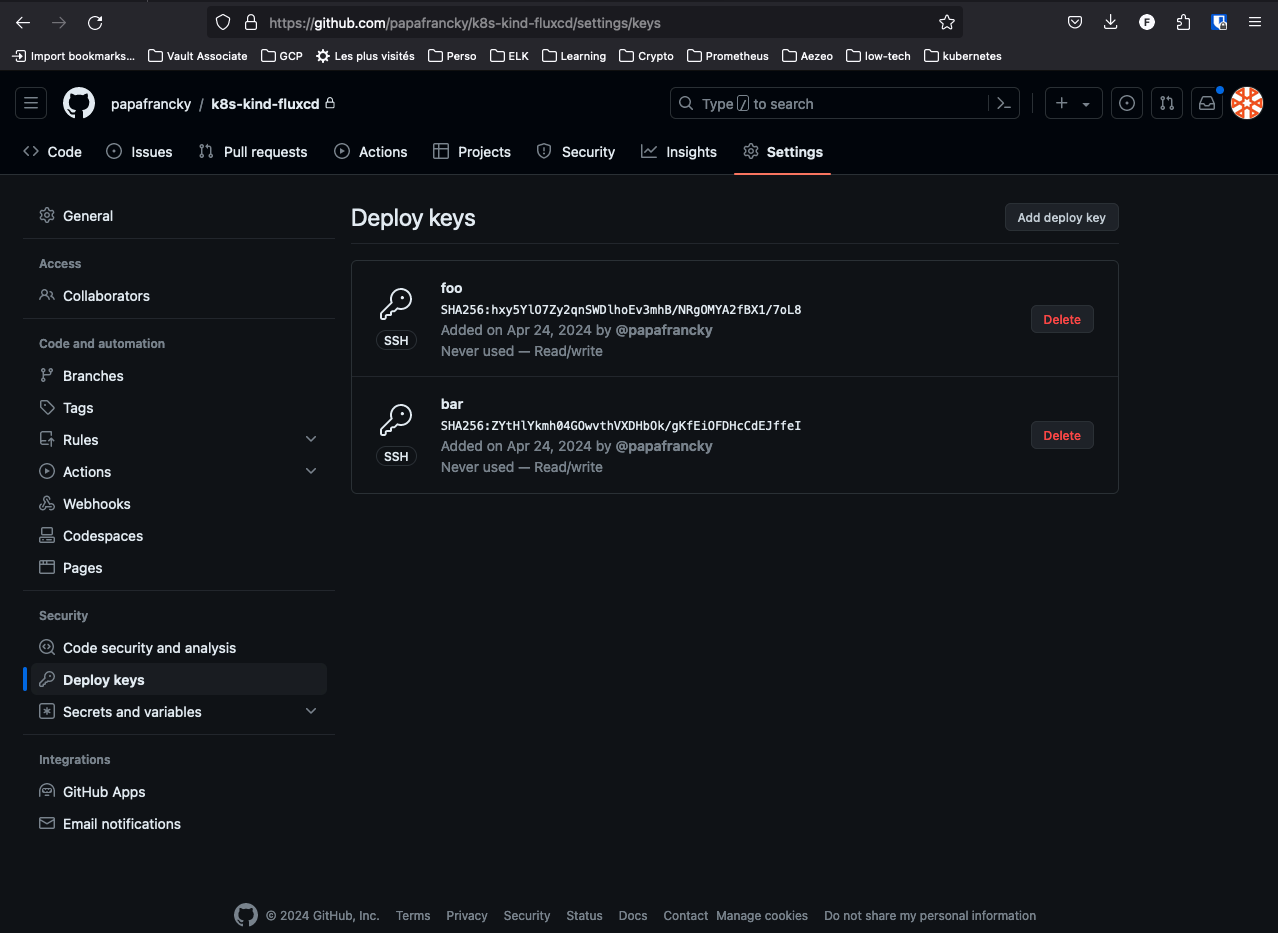 https://github.com/papafrancky/k8s-kind-fluxcd/settings/keys
F
Import bookmarks... Vault Associate GCP Les plus visités Perso ELK Learning Crypto Prometheus Aezeo low-tech kubernetes
papafrancky / k8s-kind-fluxcd Type / to search
Code Issues Pull requests Actions Projects Security Insights Settings
General
Access
Collaborators
Code and automation
Branches
Tags
Rules
Actions
Webhooks
Codespaces
Pages
Security
Code security and analysis
Deploy keys
Secrets and variables
Integrations
GitHub Apps
Email notifications
Deploy keys Add deploy key
foo
SHA256:hxy5YlO7Zy2qnSWDlhoEv3mhB/NRgOMYA2fBX1/7oL8
Added on Apr 24, 2024 by @papafrancky
Never used — Read/write
SSH
Delete
bar
SHA256:ZYtHlYkmh04GOwvthVXDHbOk/gKfEiOFDHcCdEJffeI
Added on Apr 24, 2024 by @papafrancky
Never used — Read/write
SSH
Delete
© 2024 GitHub, Inc. Terms Privacy Security Status Docs Contact Manage cookies Do not share my personal information